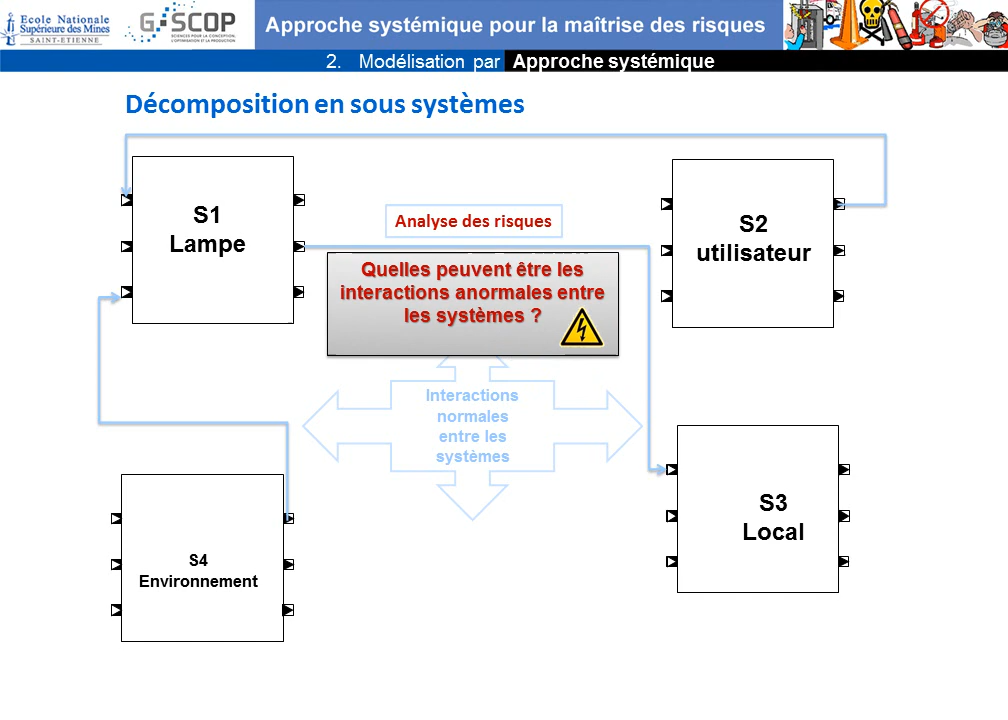 Ecole Nationale
Supérieure des Mines
SAINT-ETIENNE
G-SCOP
SCIENCES POUR LA CONCEPTION,
L'OPTIMISATION ET LA PRODUCTION
Approche systémique pour la maîtrise des risques
2. Modélisation par Approche systémique
Décomposition en sous systèmes
S1
Lampe
S2
utilisateur
Analyse des risques
Quelles peuvent être les
interactions anormales entre
les systèmes ?
Interactions
normales
entre les
systèmes
S3
Local
S4
Environnement